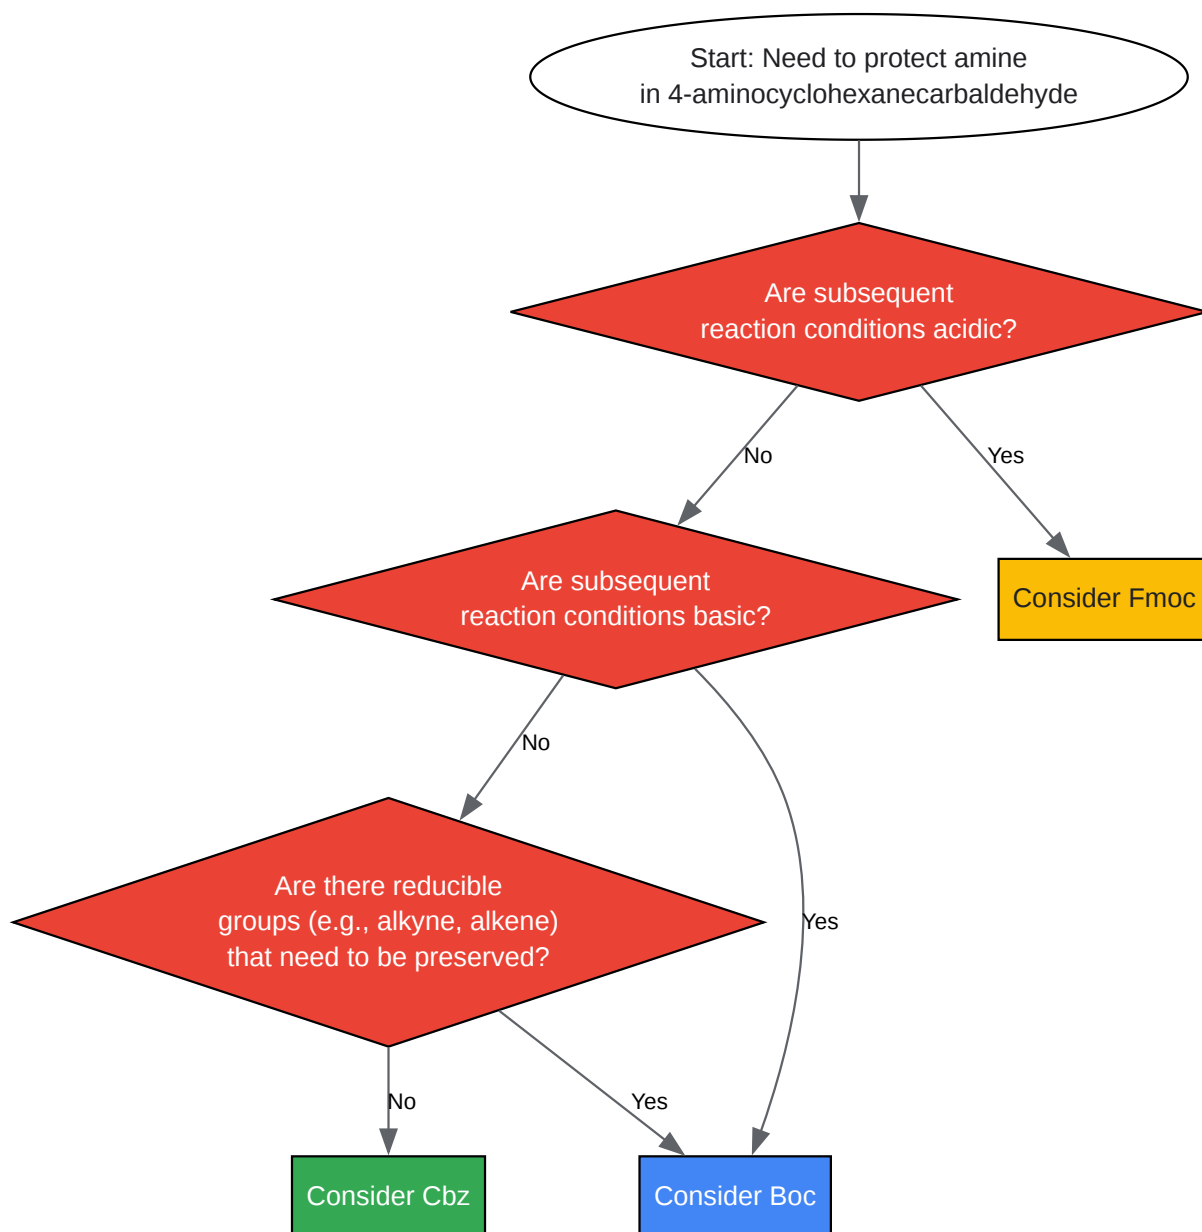 Start: Need to protect amine
in 4-aminocyclohexanecarbaldehyde
Are subsequent
reaction conditions acidic?
No
Yes
Are subsequent
reaction conditions basic?
Consider Fmoc
No
Yes
Are there reducible
groups (e.g., alkyne, alkene)
that need to be preserved?
No
Yes
Consider Cbz
Consider Boc